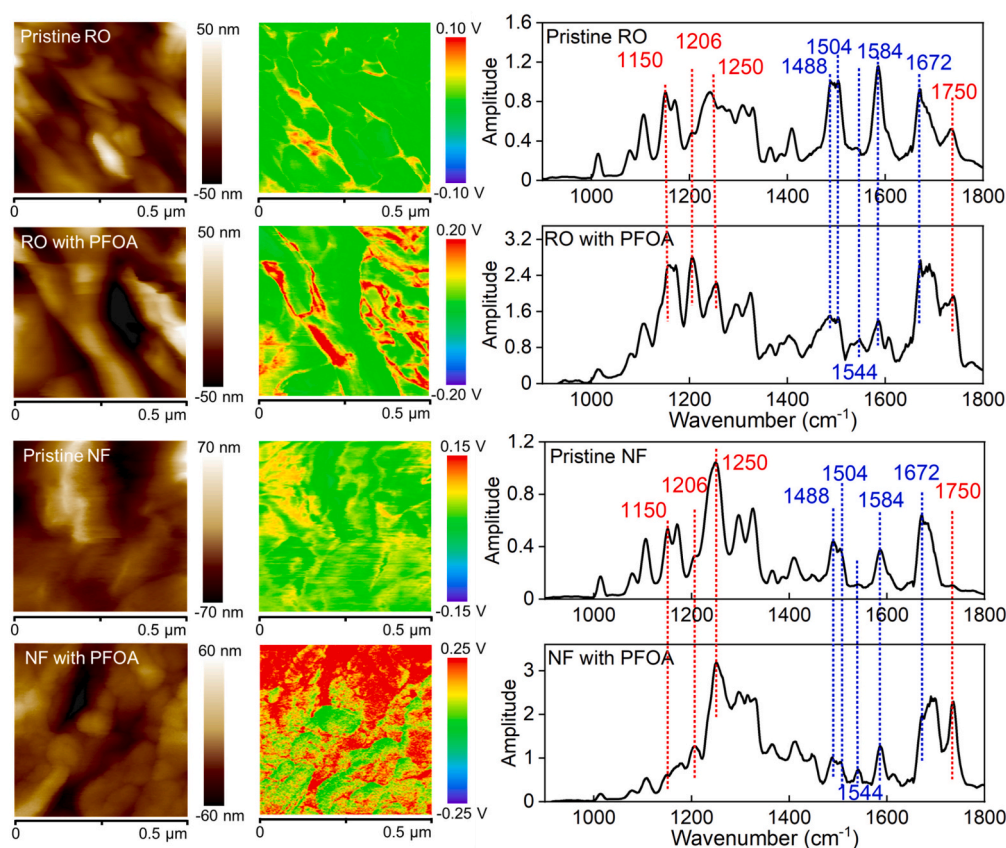 Pristine RO
50 nm
-50 nm
0
0.5 μm
0.10 V
-0.10 V
0
0.5 μm
RO with PFOA
50 nm
-50 nm
0
0.5 μm
0.20 V
-0.20 V
0
0.5 μm
Pristine NF
70 nm
-70 nm
0
0.5 μm
0.15 V
-0.15 V
0
0.5 μm
NF with PFOA
60 nm
-60 nm
0
0.5 μm
0.25 V
-0.25 V
0
0.5 μm
Pristine RO
Amplitude
1.6
1.2
0.8
0.4
0.0
1150
1206
1250
1488
1504
1584
1672
1750
1000 1200 1400 1600 1800
RO with PFOA
Amplitude
3.2
2.4
1.6
0.8
0
1544
1000 1200 1400 1600 1800
Wavenumber (cm⁻¹)
Pristine NF
Amplitude
1.2
0.8
0.4
0.0
1150
1206
1250
1488
1504
1584
1672
1750
1000 1200 1400 1600 1800
NF with PFOA
Amplitude
3
2
1
0
1544
1000 1200 1400 1600 1800
Wavenumber (cm⁻¹)